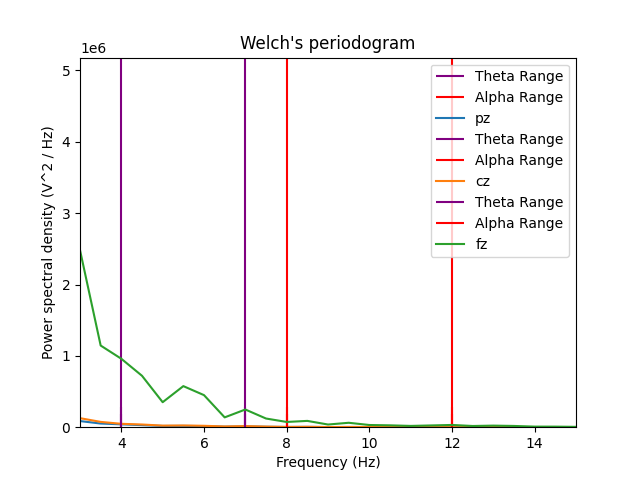 Welch's periodogram
1e6
5
4
3
2
1
0
Power spectral density (V^2 / Hz)
Theta Range
Alpha Range
pz
Theta Range
Alpha Range
cz
Theta Range
Alpha Range
fz
4 6 8 10 12 14
Frequency (Hz)